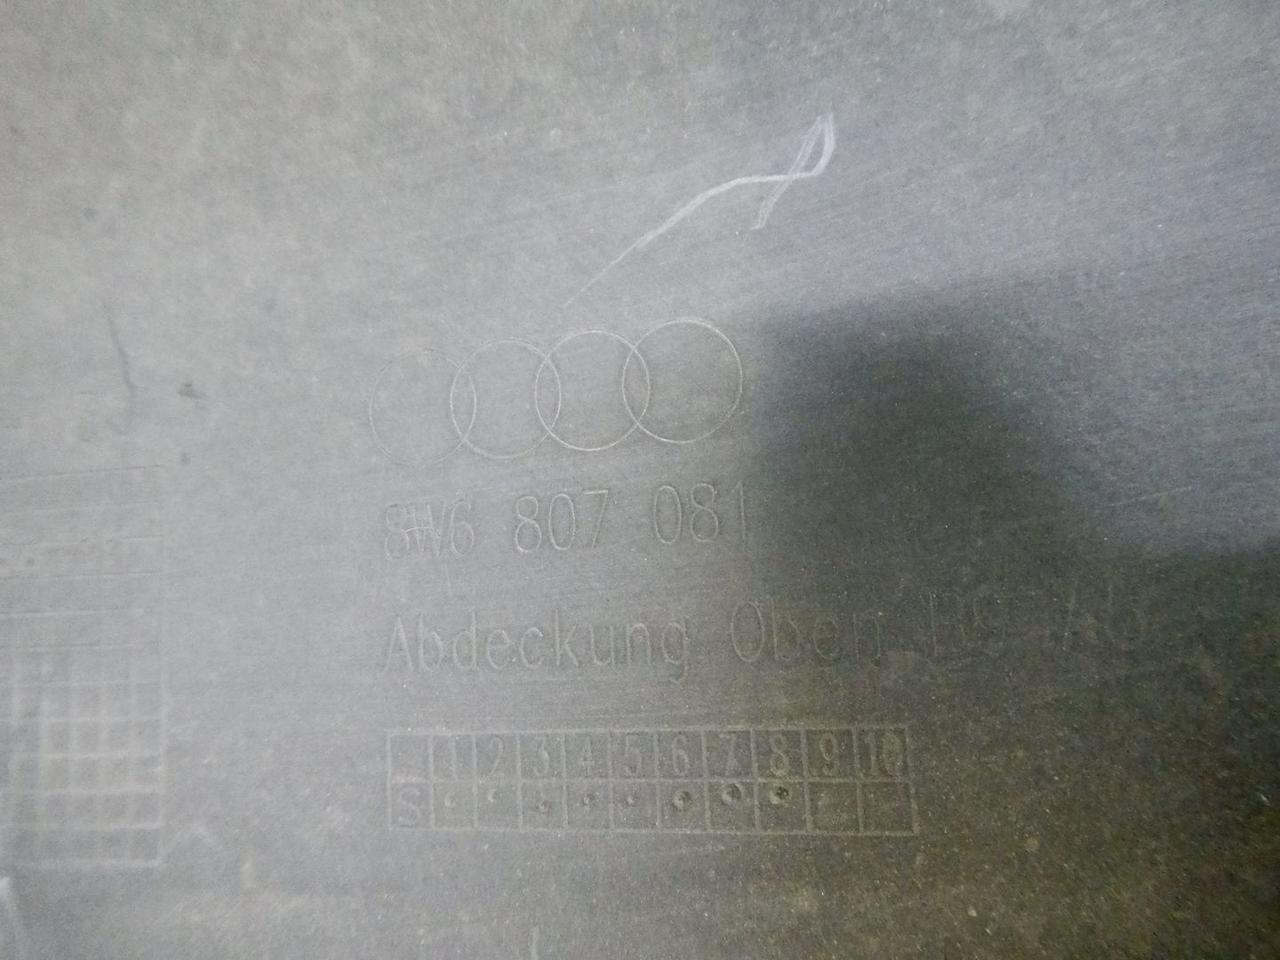 8W6 807 081
Abdeckung Oben
1 2 3 4 5 6 7 8 9 10
S